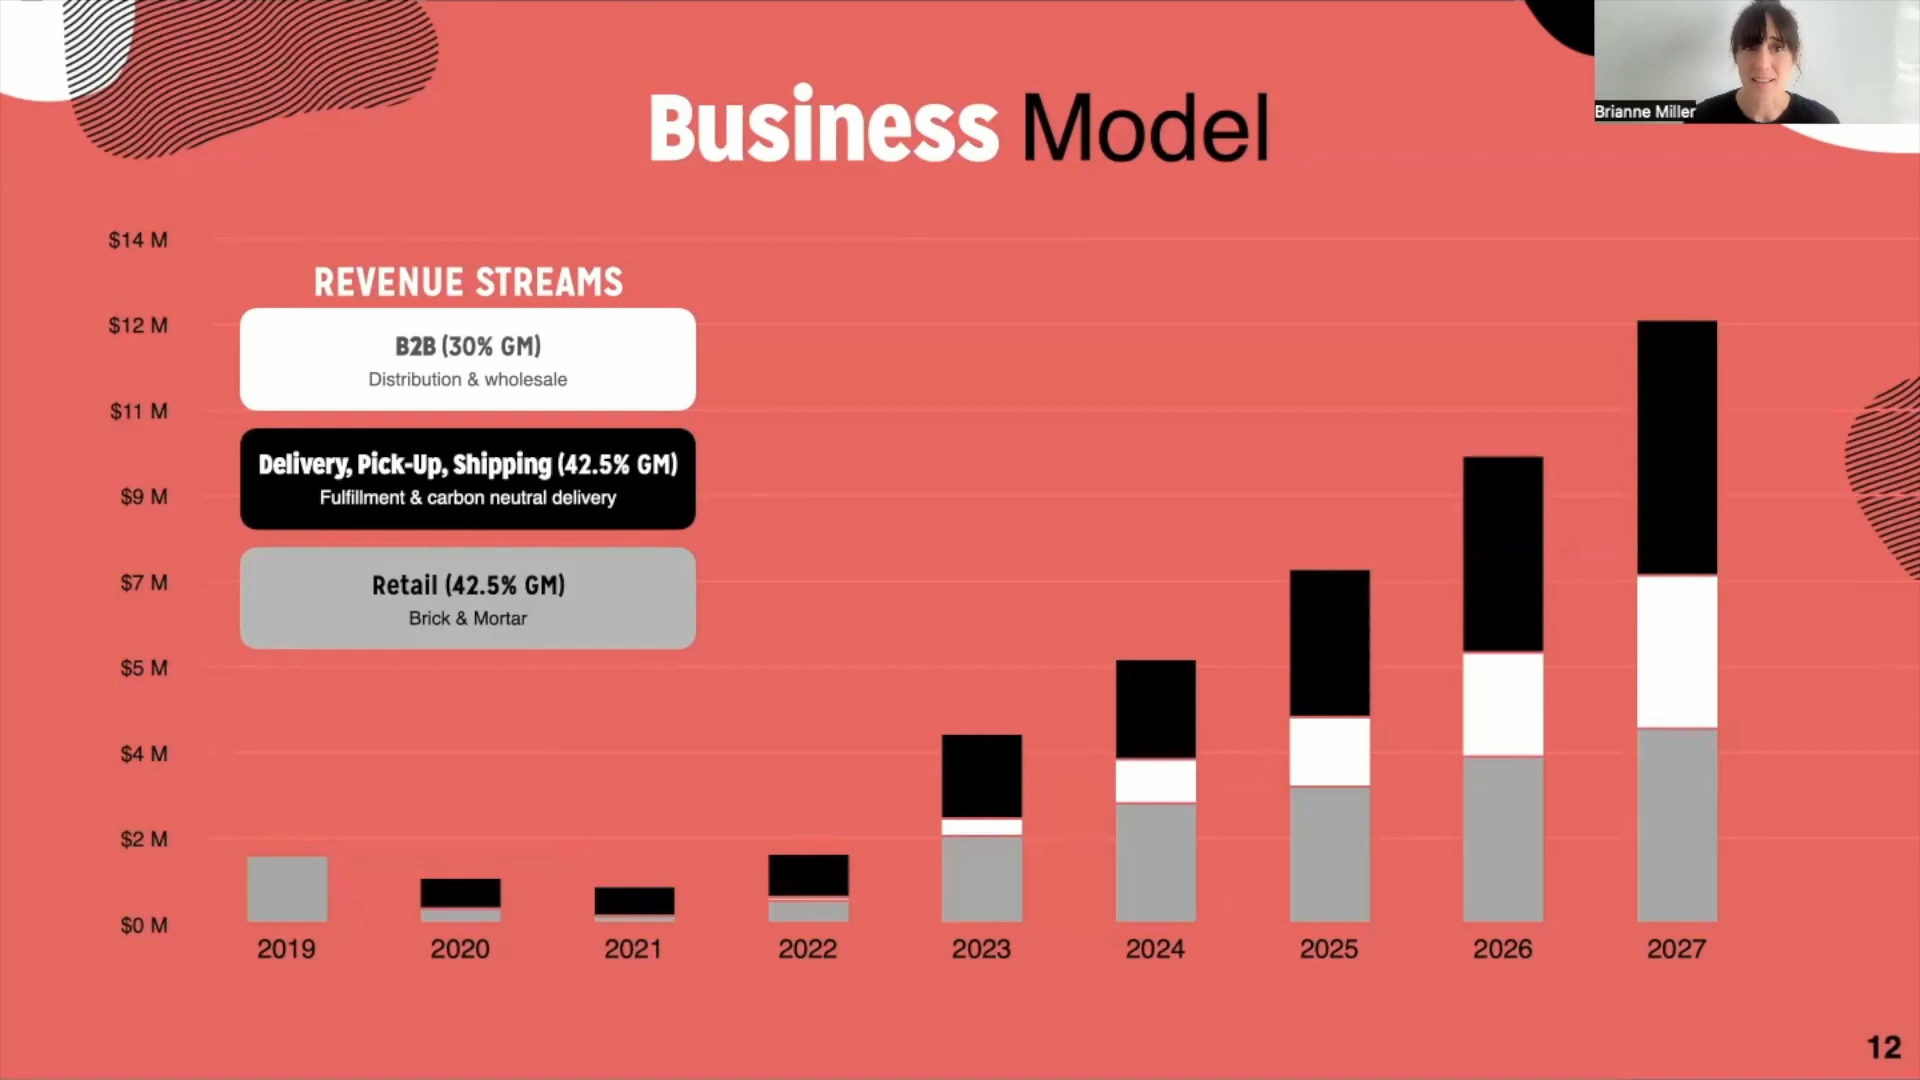 Business Model
Brianne Miller
$14 M
REVENUE STREAMS
$12 M
B2B (30% GM)
Distribution & wholesale
$11 M
Delivery, Pick-Up, Shipping (42.5% GM)
Fulfillment & carbon neutral delivery
$9 M
$7 M
Retail (42.5% GM)
Brick & Mortar
$5 M
$4 M
$2 M
$0 M
2019 2020 2021 2022 2023 2024 2025 2026 2027
12